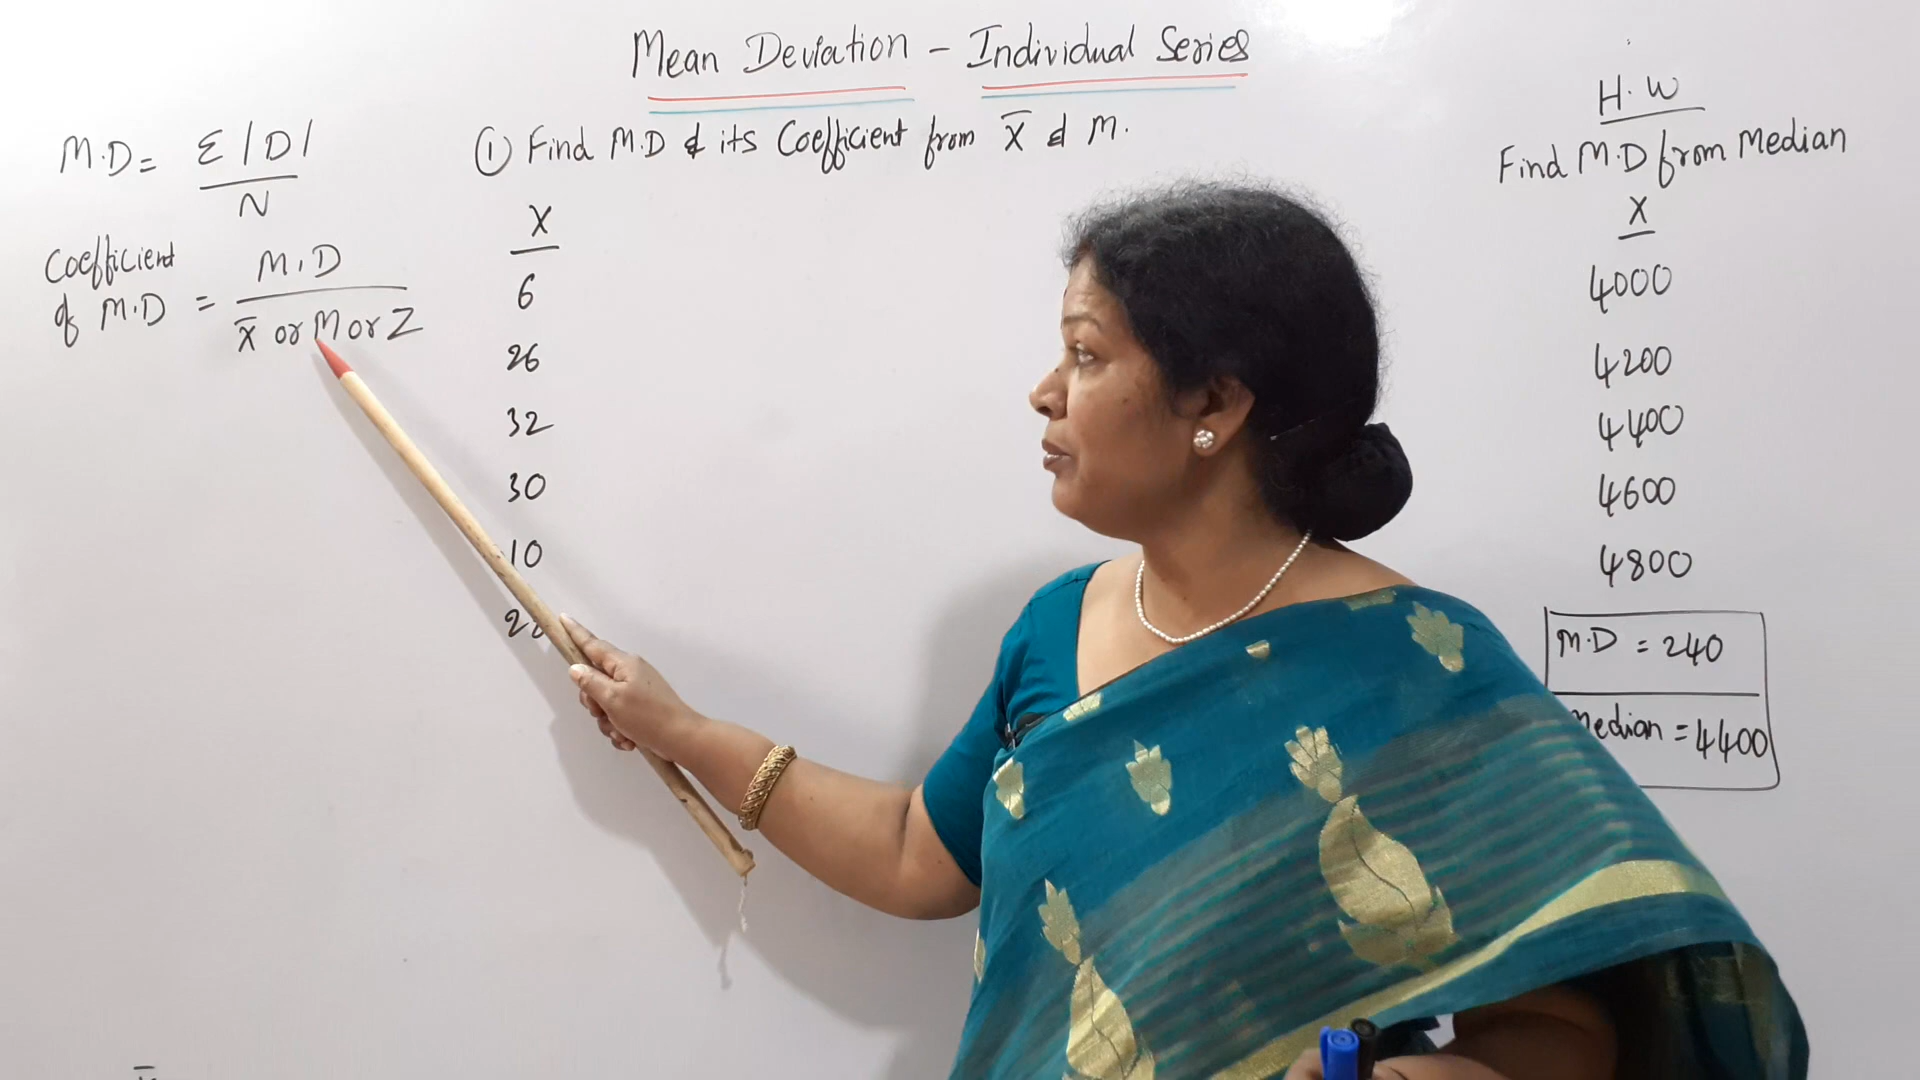 Mean Deviation - Individual Series
M.D = Σ |D|
N
Coefficient of M.D = M.D
x̄ or M or Z
① Find M.D & its Coefficient from X̄ & M.
X
6
26
32
30
10
H.W
Find M.D from Median
X
4000
4200
4400
4600
4800
M.D = 240
Median = 4400